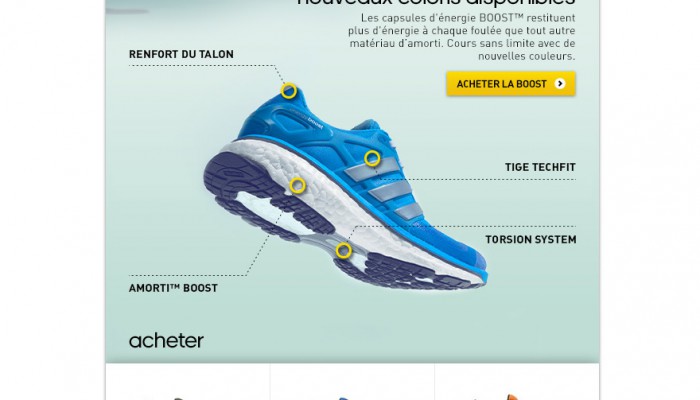 nouveaux coloris disponibles
Les capsules d'énergie BOOST™ restituent
plus d'énergie à chaque foulée que tout autre
matériau d'amorti. Cours sans limite avec de
nouvelles couleurs.
RENFORT DU TALON
ACHETER LA BOOST
TIGE TECHFIT
TORSION SYSTEM
AMORTI™ BOOST
acheter